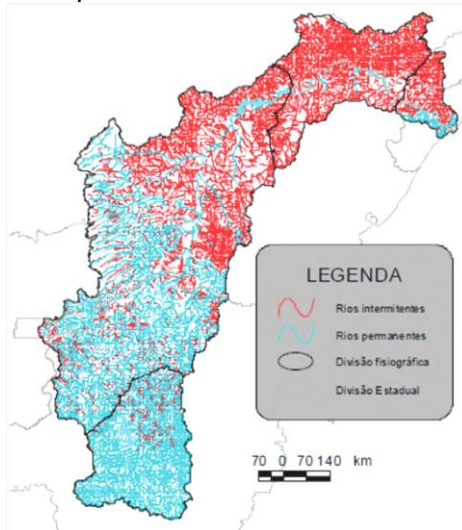 LEGENDA
Rios intermitentes
Rios permanentes
Divisão fisiográfica
Divisão Estadual
70 0 70 140 km